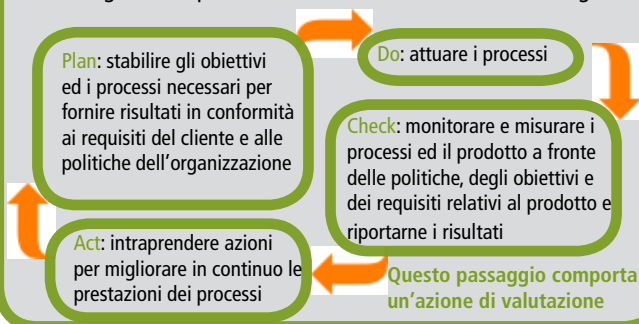 Plan: stabilire gli obiettivi
ed i processi necessari per
fornire risultati in conformità
ai requisiti del cliente e alle
politiche dell'organizzazione
Do: attuare i processi
Check: monitorare e misurare i
processi ed il prodotto a fronte
delle politiche, degli obiettivi e
dei requisiti relativi al prodotto e
riportarne i risultati
Act: intraprendere azioni
per migliorare in continuo le
prestazioni dei processi
Questo passaggio comporta
un'azione di valutazione